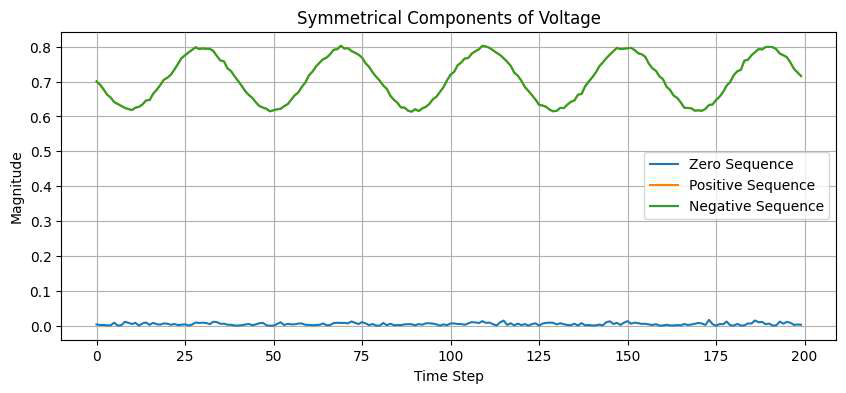 Symmetrical Components of Voltage
0.8
0.7
0.6
0.5
0.4
0.3
0.2
0.1
0.0
Magnitude
Zero Sequence
Positive Sequence
Negative Sequence
0 25 50 75 100 125 150 175 200
Time Step